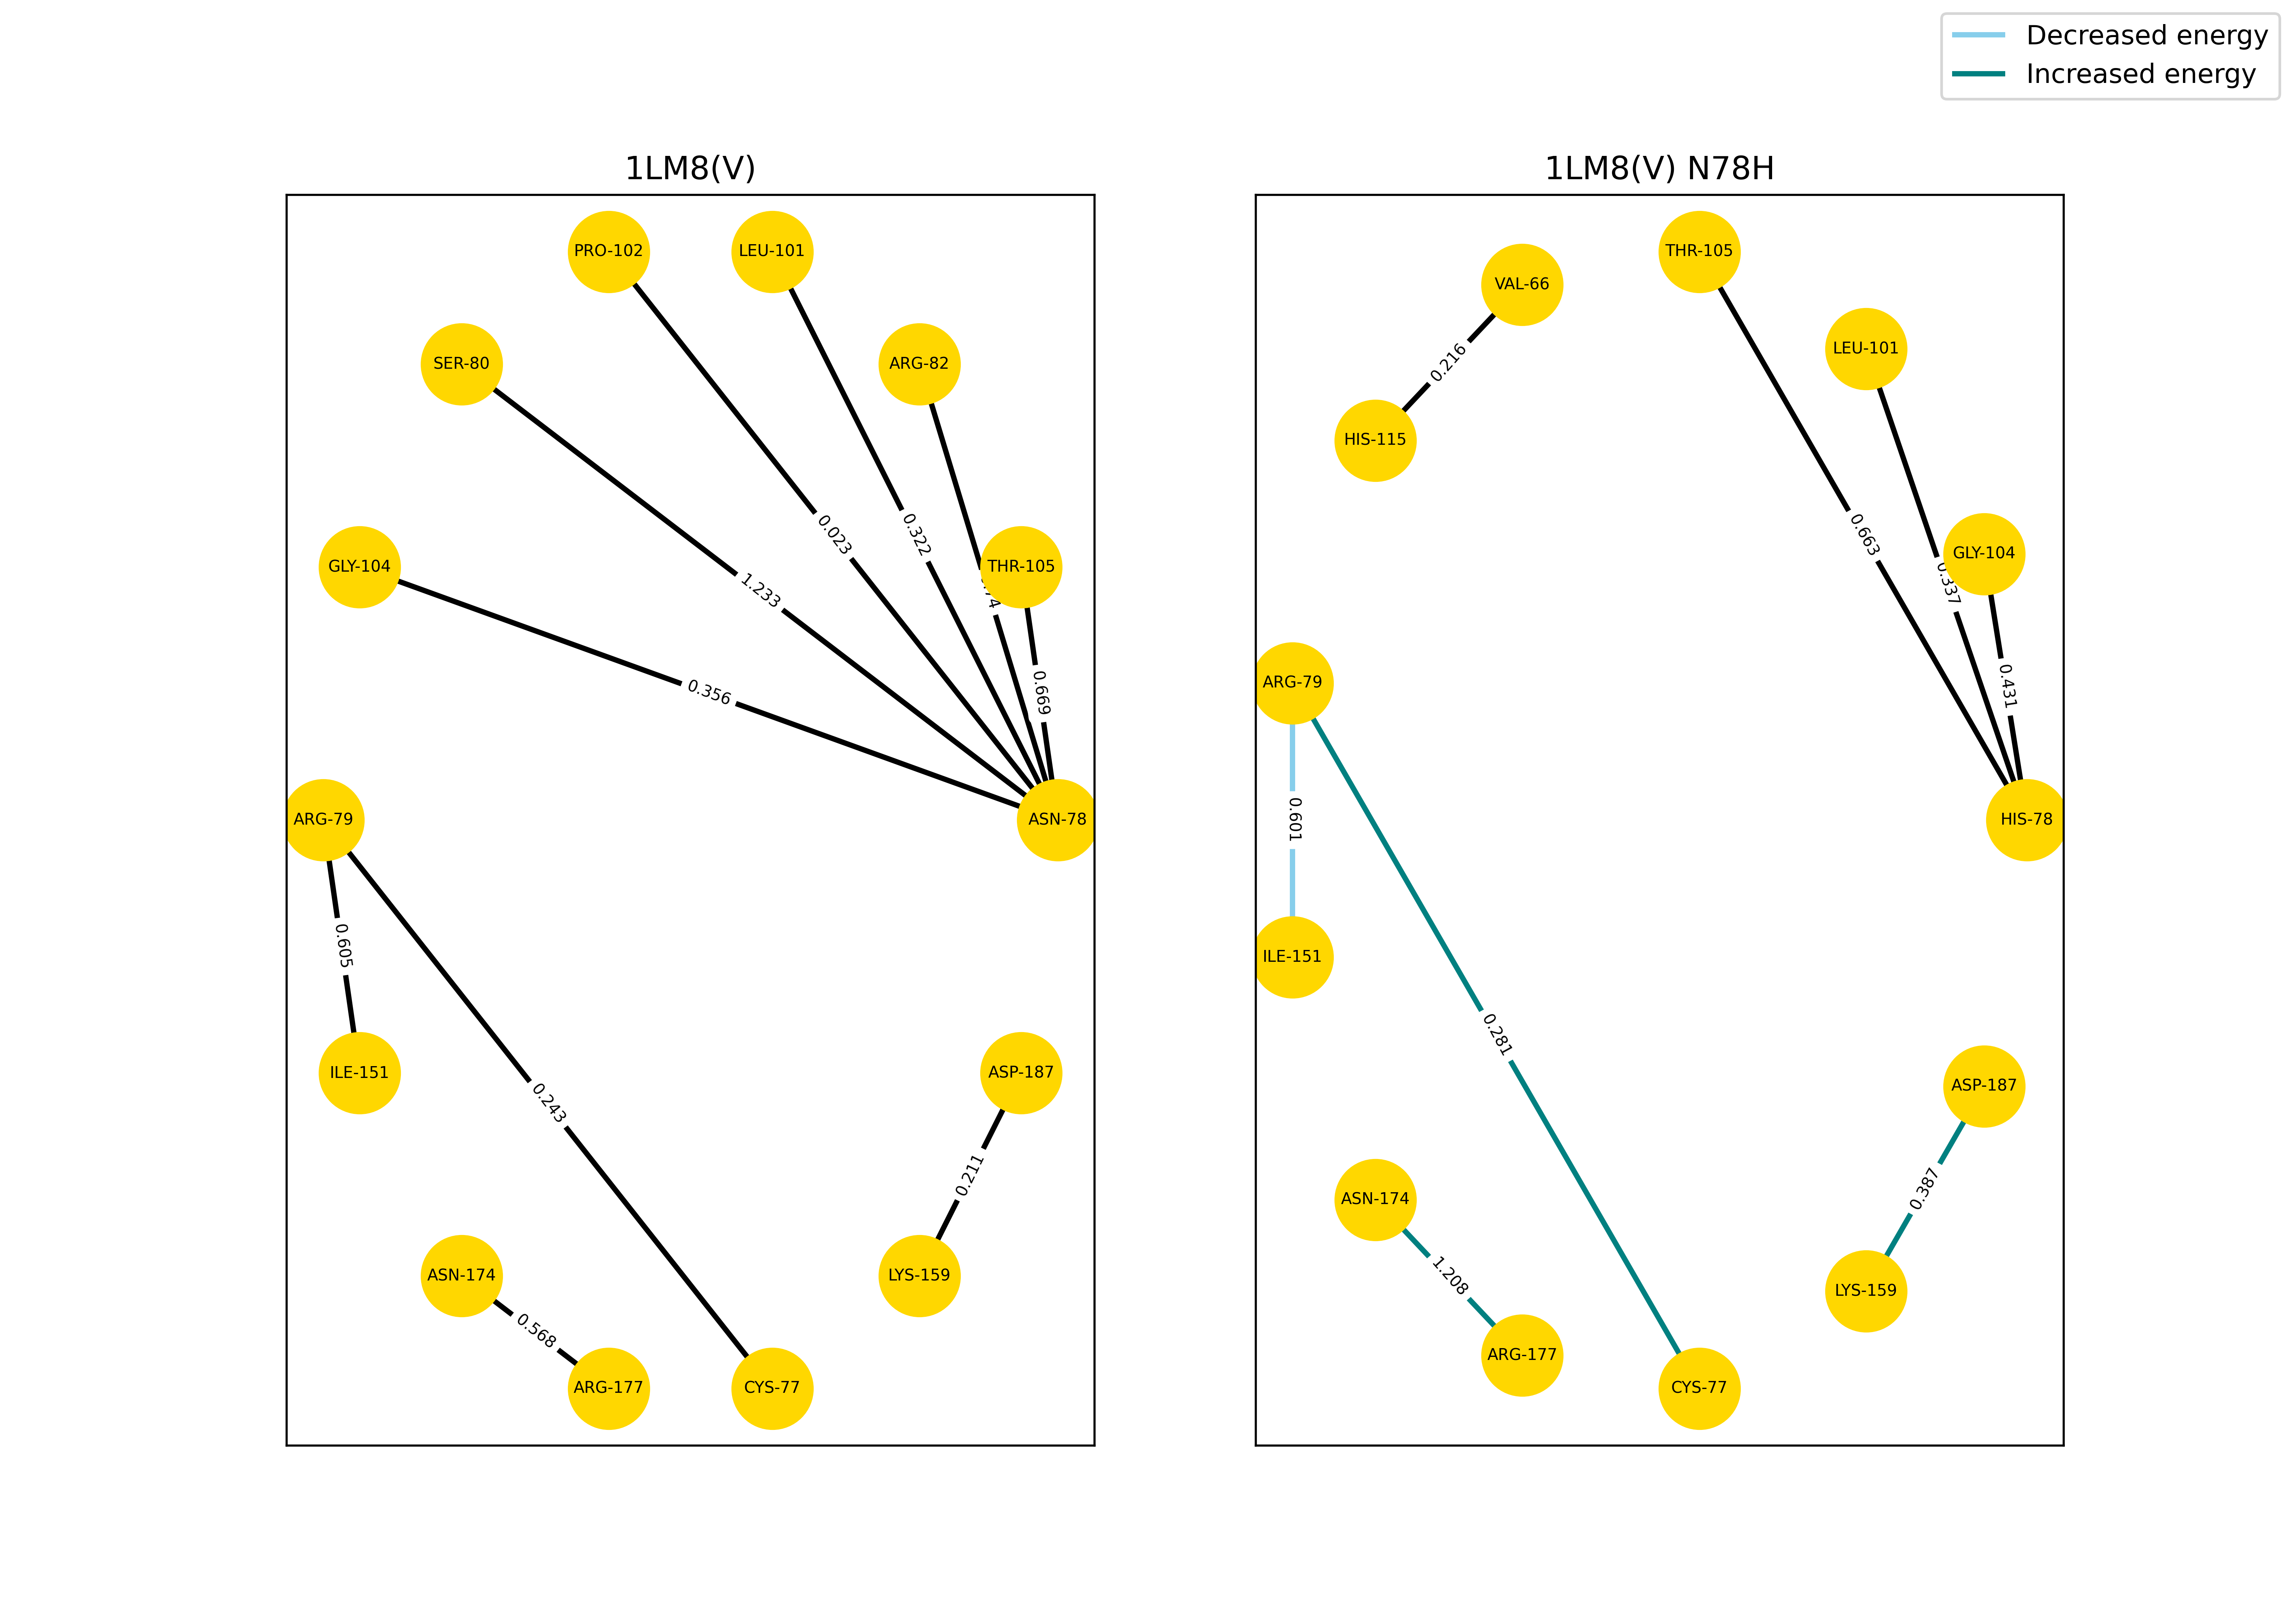 Decreased energy
Increased energy
1LM8(V)
PRO-102
LEU-101
SER-80
ARG-82
GLY-104
THR-105
0.023
0.322
1.233
0.356
0.669
ARG-79
ASN-78
0.605
ILE-151
ASP-187
0.243
0.211
ASN-174
LYS-159
0.568
ARG-177
CYS-77
1LM8(V) N78H
THR-105
VAL-66
LEU-101
0.216
HIS-115
0.663
GLY-104
0.337
0.431
ARG-79
HIS-78
0.601
ILE-151
0.281
ASP-187
0.387
ASN-174
1.208
LYS-159
ARG-177
CYS-77